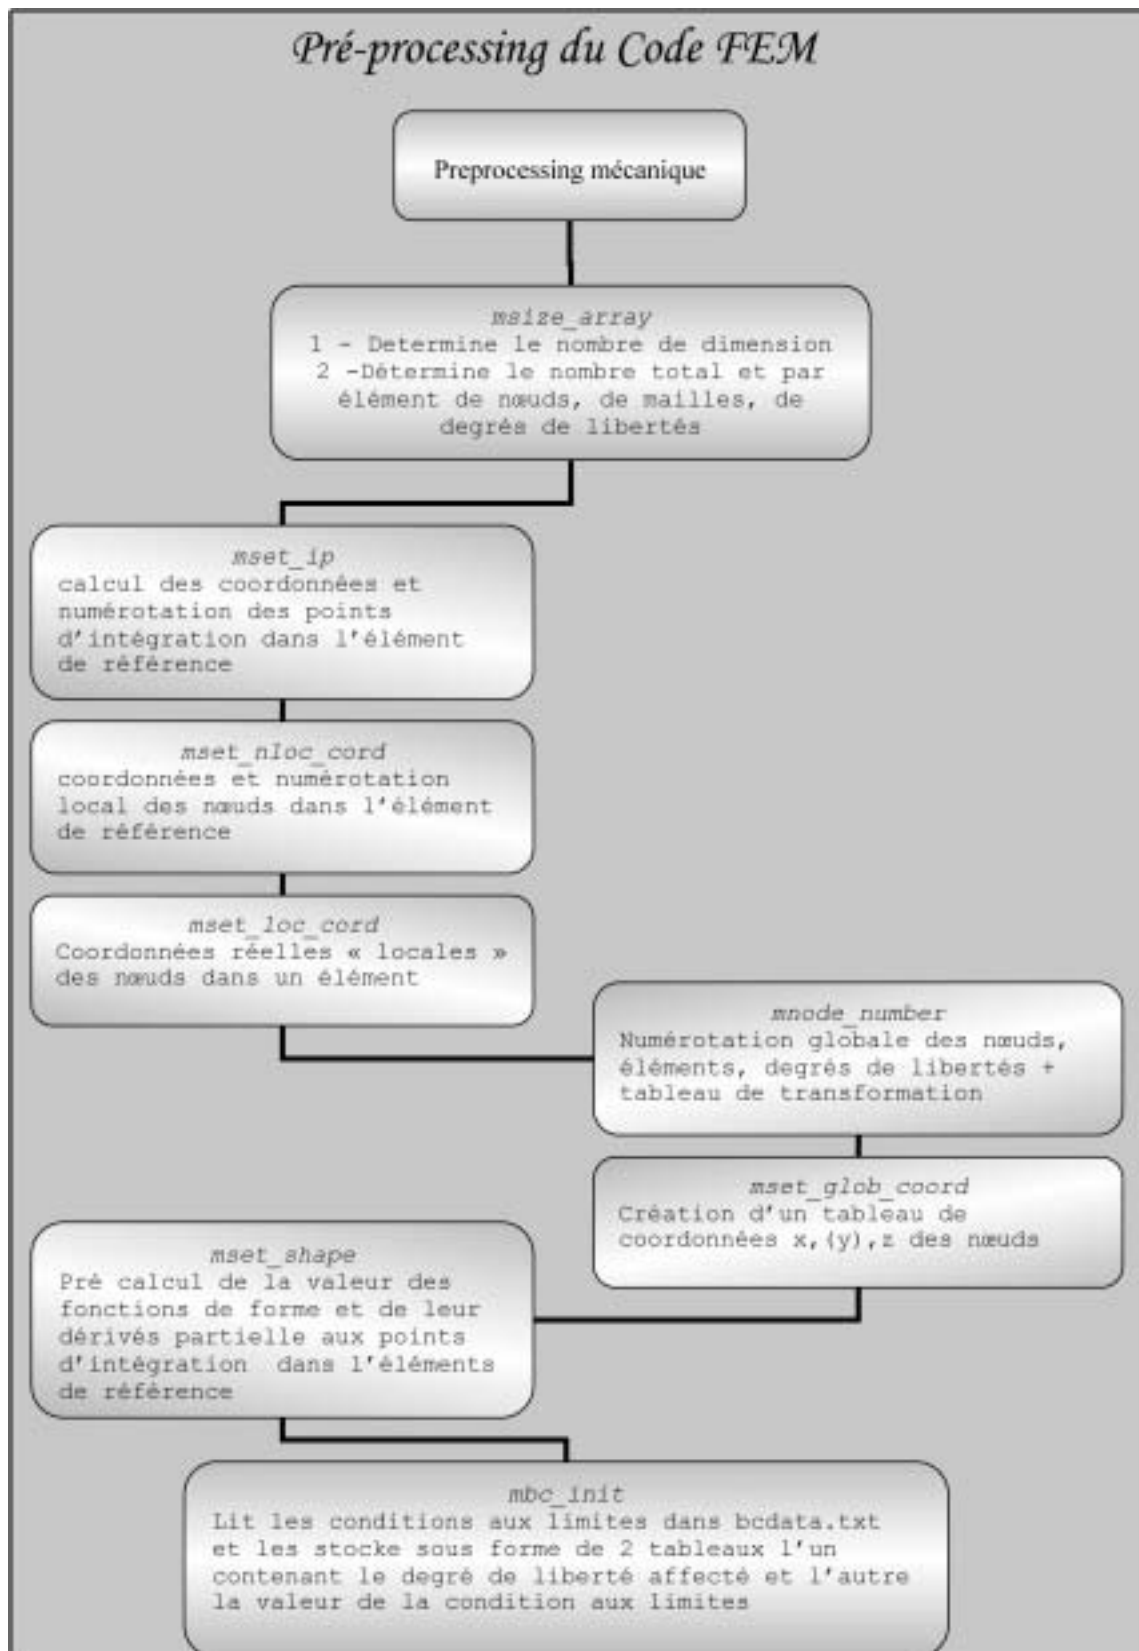 Pré-processing du Code FEM
Preprocessing mécanique
msize_array
1 - Determine le nombre de dimension
2 -Détermine le nombre total et par
élément de nœuds, de mailles, de
degrés de libertés
mset_ip
calcul des coordonnées et
numérotation des points
d'intégration dans l'élément
de référence
mset_nloc_cord
coordonnées et numérotation
local des nœuds dans l'élément
de référence
mset_loc_cord
Coordonnées réelles « locales »
des nœuds dans un élément
mnode_number
Numérotation globale des nœuds,
éléments, degrés de libertés +
tableau de transformation
mset_glob_coord
Création d'un tableau de
coordonnées x,(y),z des nœuds
mset_shape
Pré calcul de la valeur des
fonctions de forme et de leur
dérivés partielle aux points
d'intégration dans l'éléments
de référence
mbc_init
Lit les conditions aux limites dans bcdata.txt
et les stocke sous forme de 2 tableaux l'un
contenant le degré de liberté affecté et l'autre
la valeur de la condition aux limites